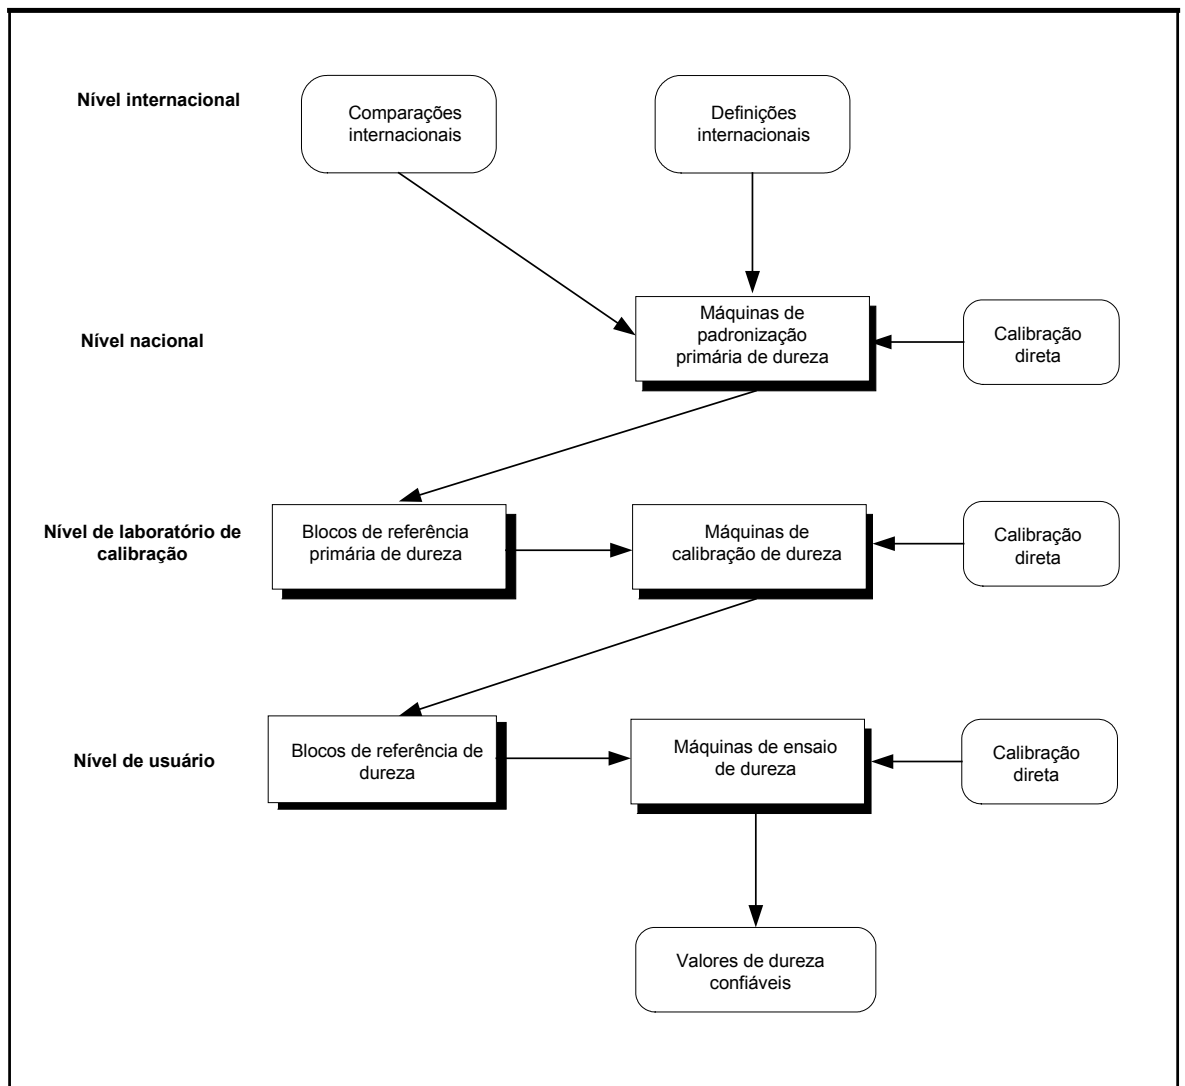 Nível internacional
Comparações
internacionais
Definições
internacionais
Nível nacional
Máquinas de
padronização
primária de dureza
Calibração
direta
Nível de laboratório de
calibração
Blocos de referência
primária de dureza
Máquinas de
calibração de dureza
Calibração
direta
Nível de usuário
Blocos de referência de
dureza
Máquinas de ensaio
de dureza
Calibração
direta
Valores de dureza
confiáveis